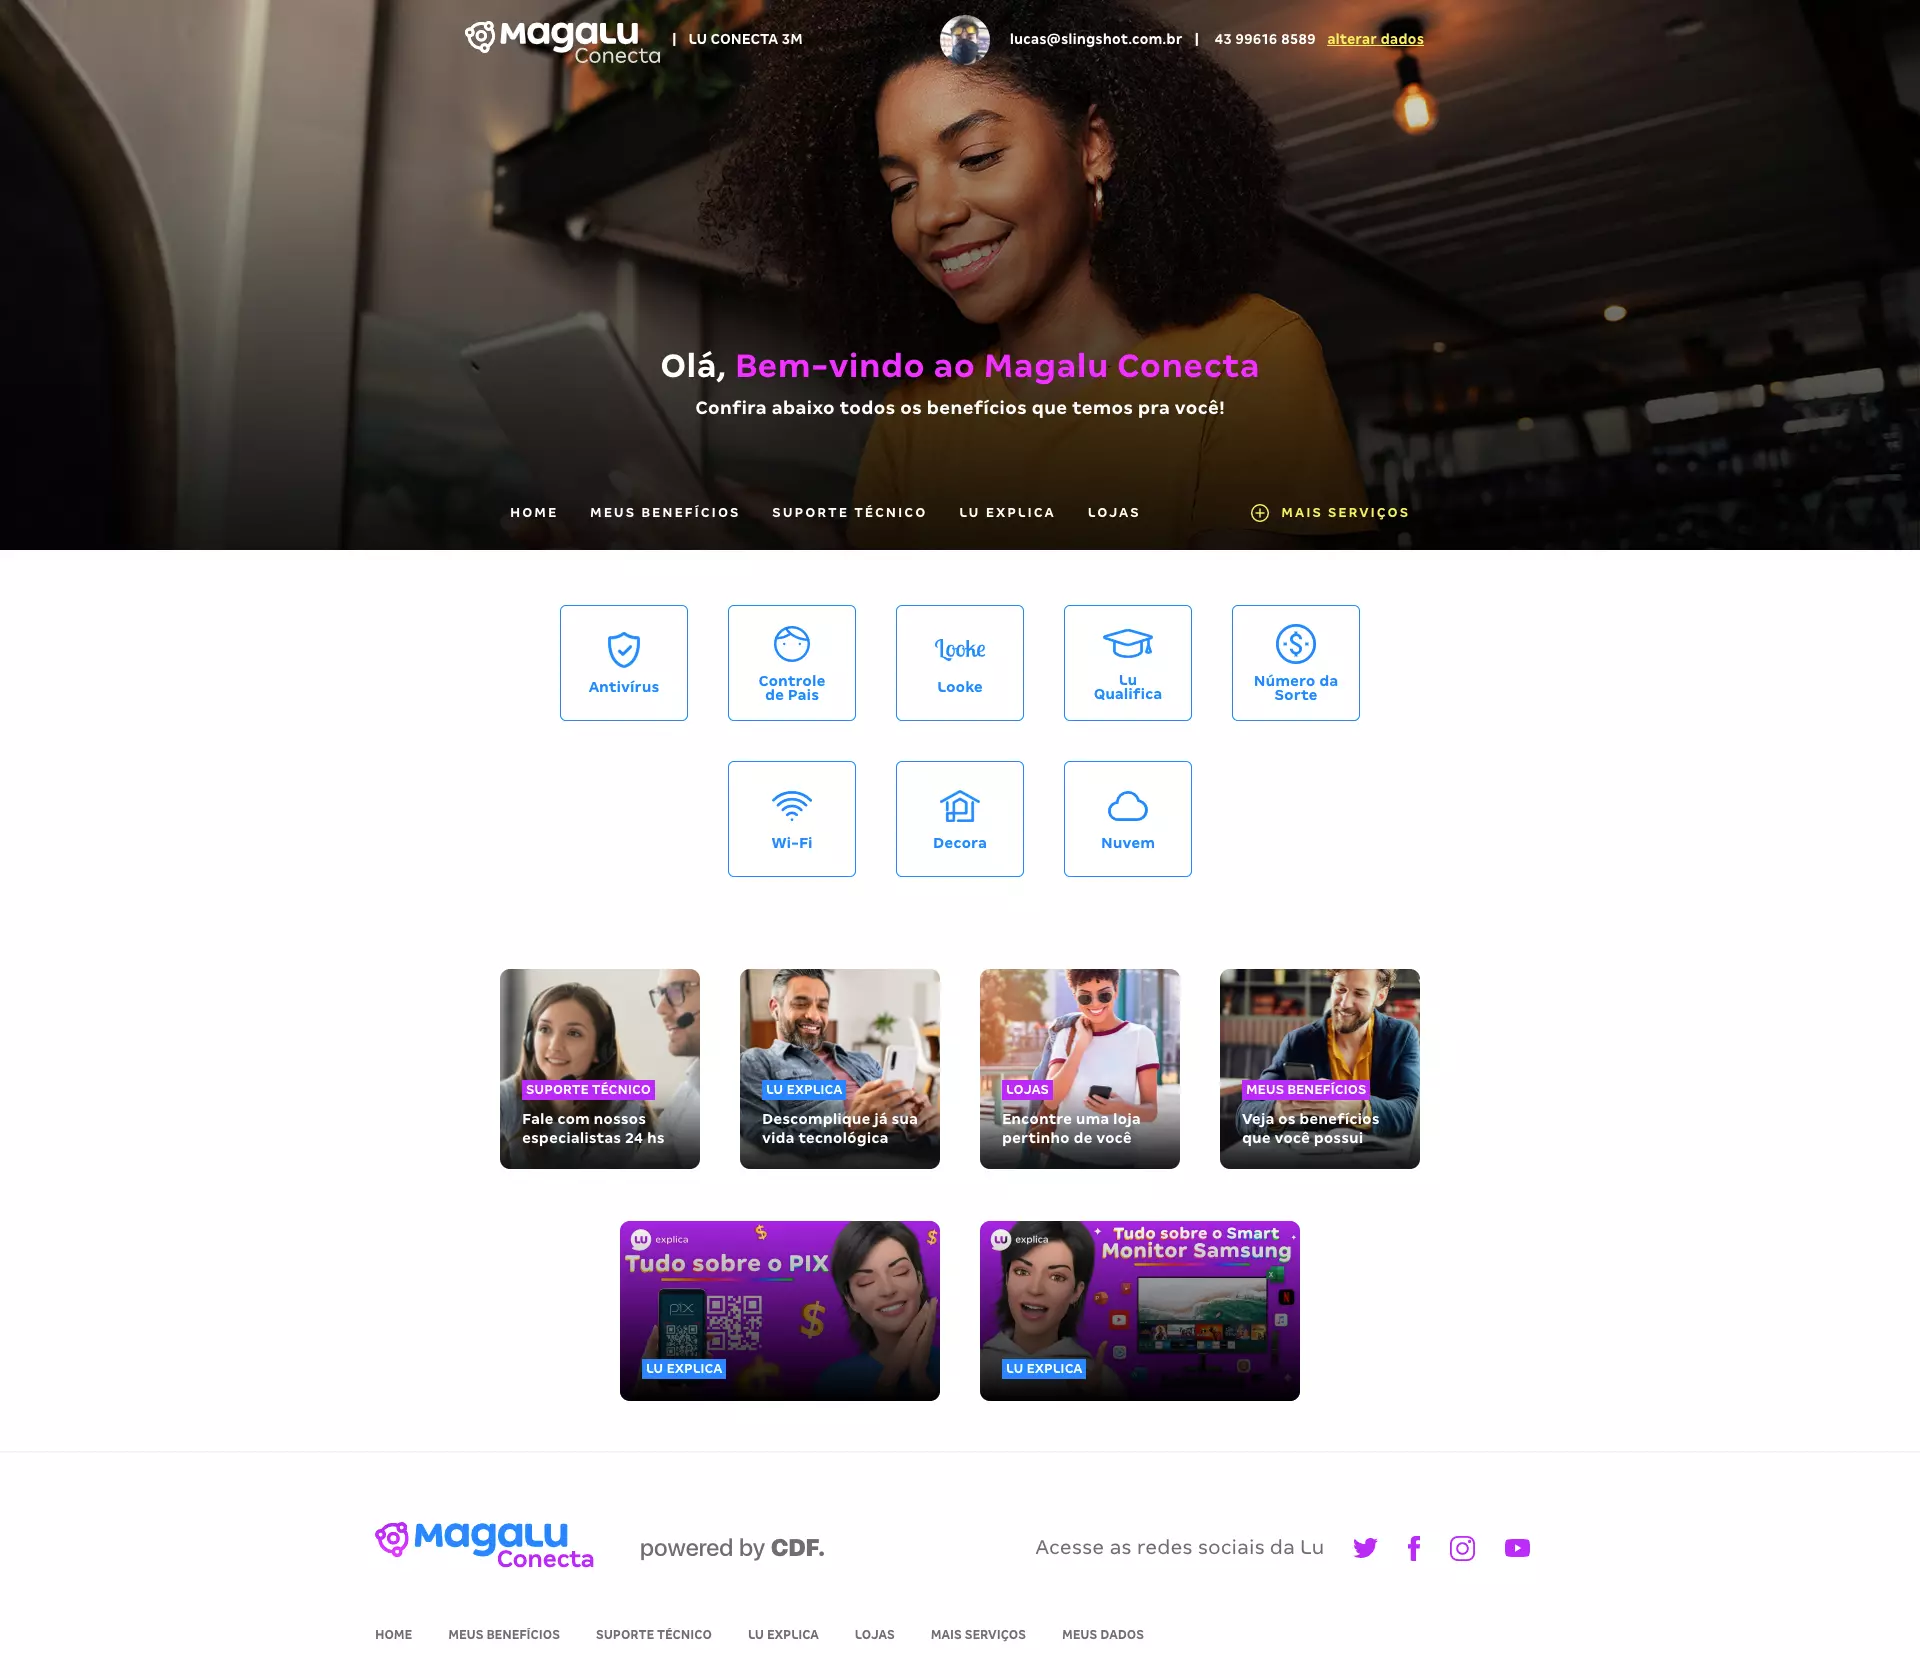 Magalu
Conecta
| LU CONECTA 3M
lucas@slingshot.com.br | 43 99616 8589 alterar dados
Olá, Bem-vindo ao Magalu Conecta
Confira abaixo todos os benefícios que temos pra você!
HOME MEUS BENEFÍCIOS SUPORTE TÉCNICO LU EXPLICA LOJAS MAIS SERVIÇOS
Antivírus
Controle
de Pais
Looke
Looke
Lu
Qualifica
Número da
Sorte
Wi-Fi
Decora
Nuvem
SUPORTE TÉCNICO
Fale com nossos
especialistas 24 hs
LU EXPLICA
Descomplique já sua
vida tecnológica
LOJAS
Encontre uma loja
pertinho de você
MEUS BENEFÍCIOS
Veja os benefícios
que você possui
LU explica
Tudo sobre o PIX
pix
LU EXPLICA
LU explica
Tudo sobre o Smart
Monitor Samsung
LU EXPLICA
Magalu
Conecta
powered by CDF.
Acesse as redes sociais da Lu
HOME MEUS BENEFÍCIOS SUPORTE TÉCNICO LU EXPLICA LOJAS MAIS SERVIÇOS MEUS DADOS